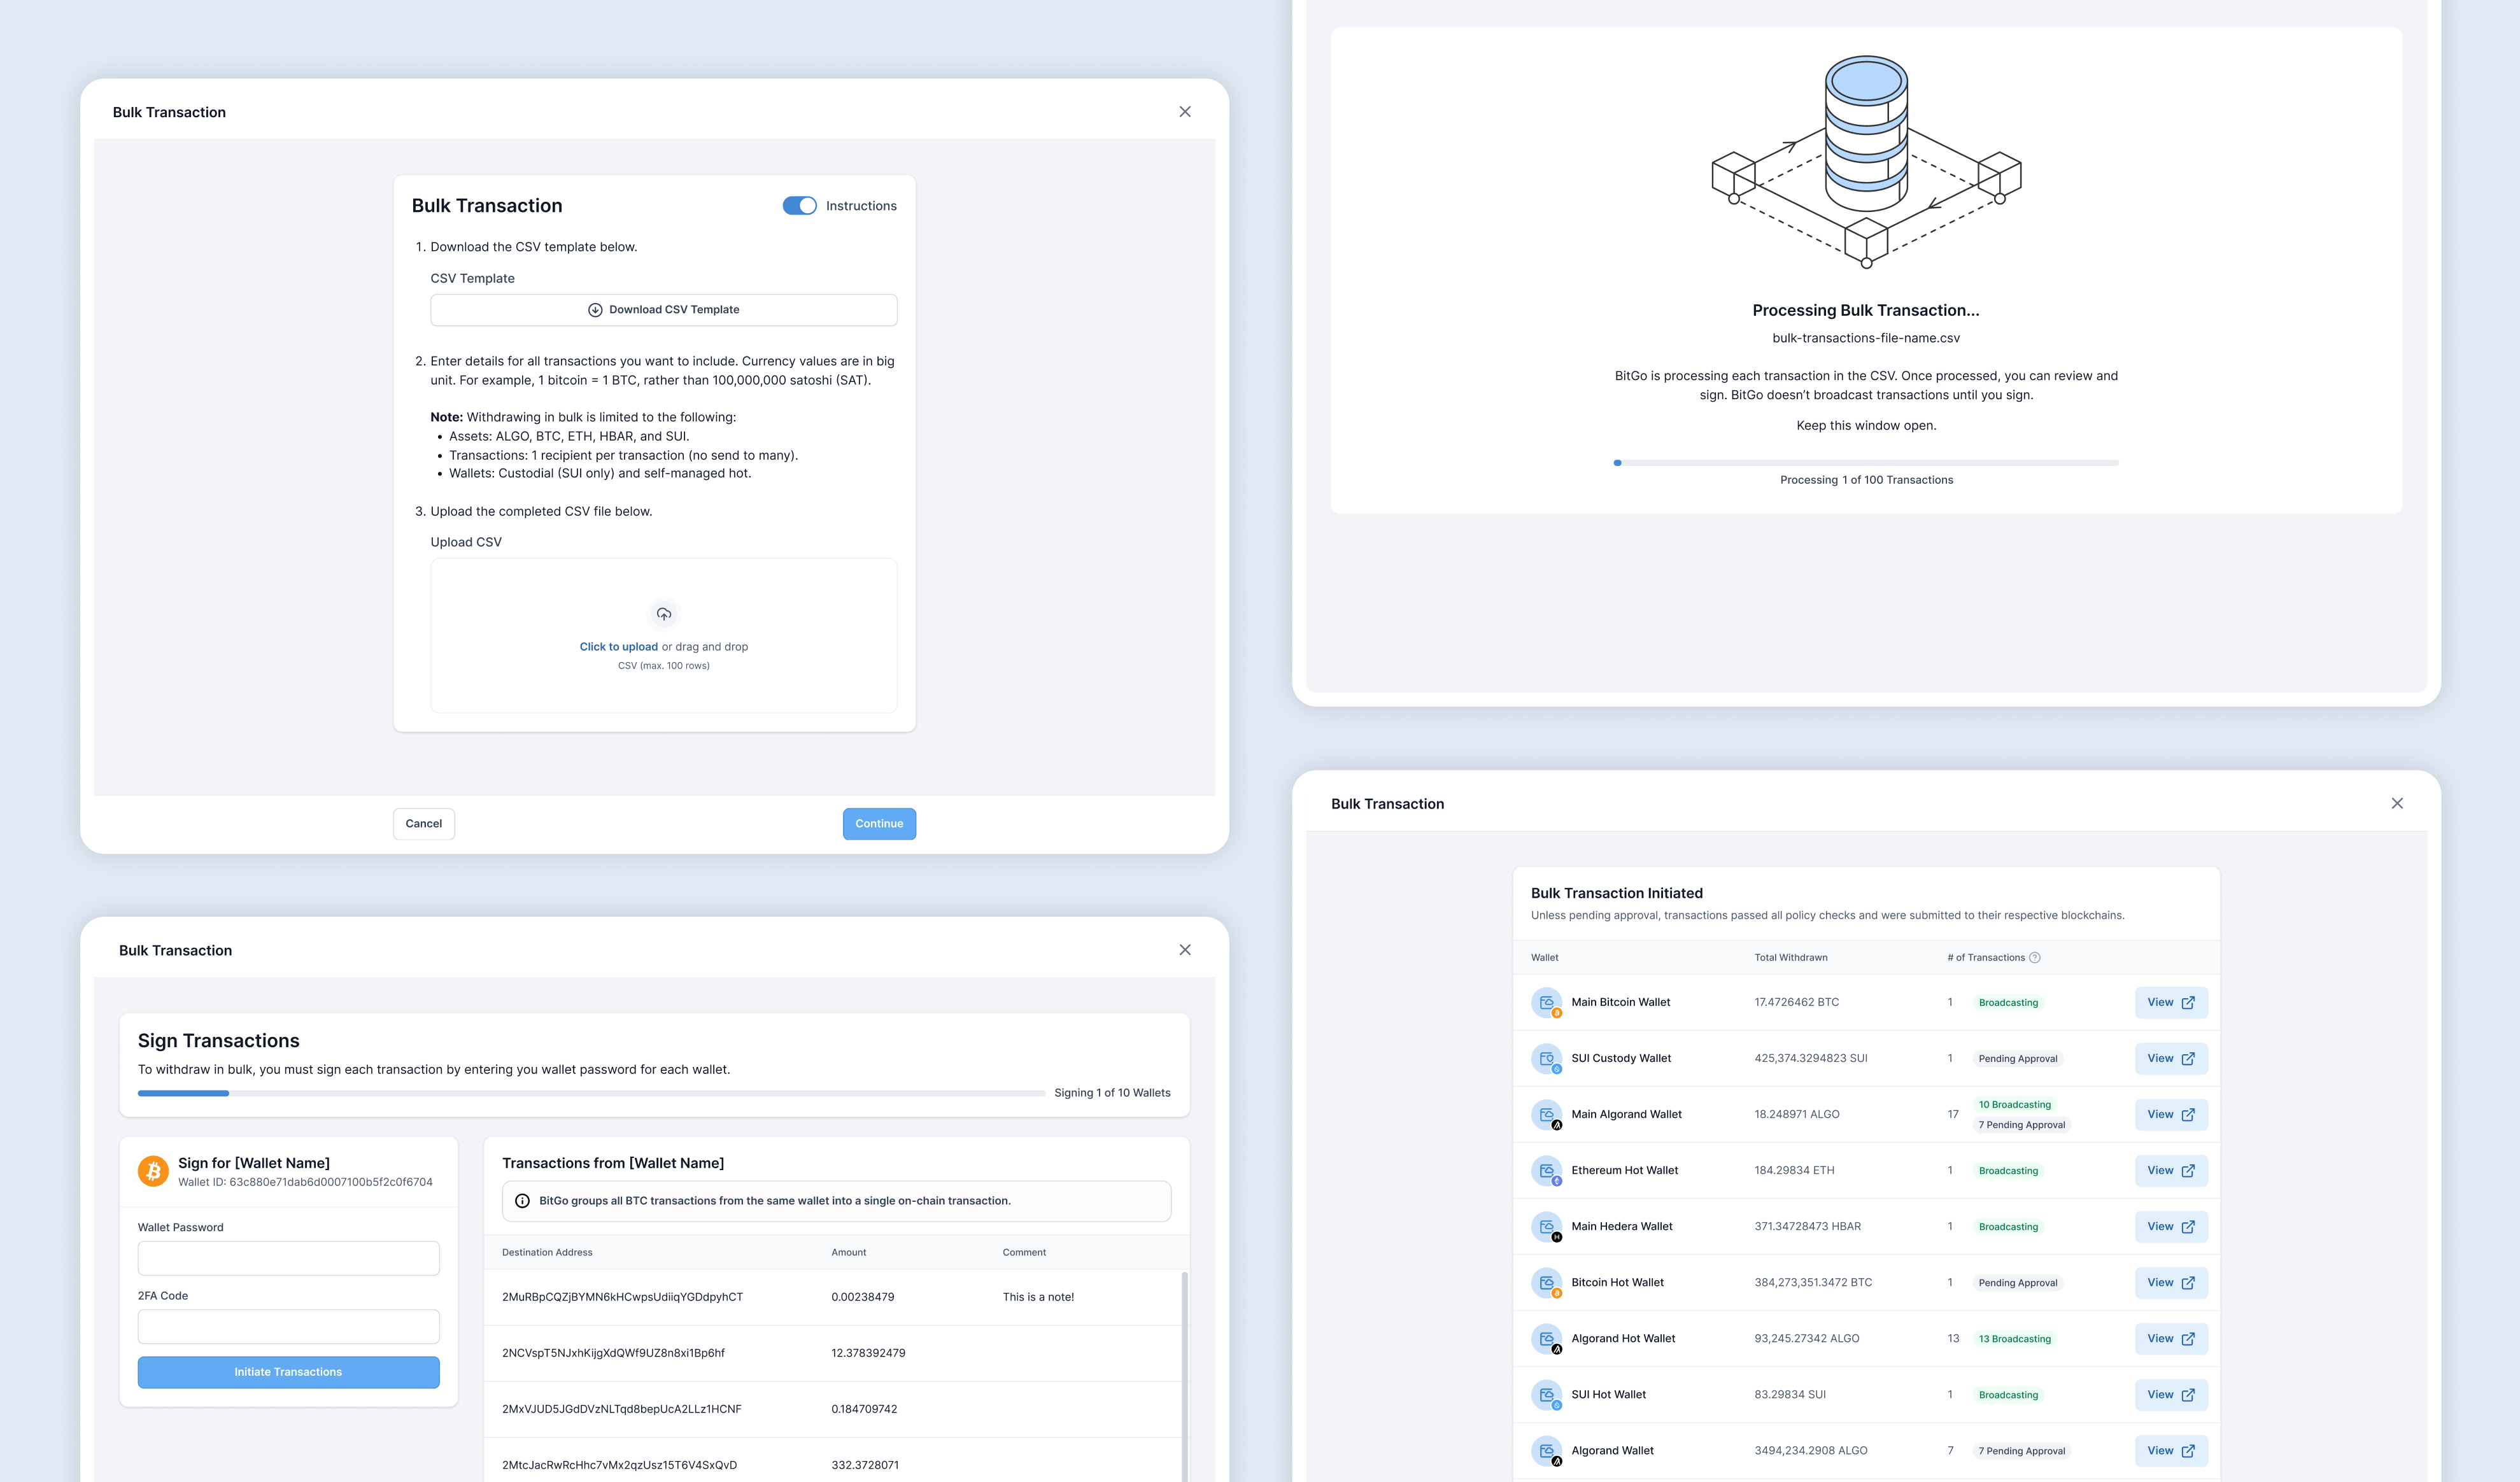 Bulk Transaction
Bulk Transaction
Instructions
1. Download the CSV template below.
CSV Template
Download CSV Template
2. Enter details for all transactions you want to include. Currency values are in big
unit. For example, 1 bitcoin = 1 BTC, rather than 100,000,000 satoshi (SAT).
Note: Withdrawing in bulk is limited to the following:
• Assets: ALGO, BTC, ETH, HBAR, and SUI.
• Transactions: 1 recipient per transaction (no send to many).
• Wallets: Custodial (SUI only) and self-managed hot.
3. Upload the completed CSV file below.
Upload CSV
Click to upload or drag and drop
CSV (max. 100 rows)
Cancel
Continue
Processing Bulk Transaction...
bulk-transactions-file-name.csv
BitGo is processing each transaction in the CSV. Once processed, you can review and
sign. BitGo doesn’t broadcast transactions until you sign.
Keep this window open.
Processing 1 of 100 Transactions
Bulk Transaction
Sign Transactions
To withdraw in bulk, you must sign each transaction by entering you wallet password for each wallet.
Signing 1 of 10 Wallets
Sign for [Wallet Name]
Wallet ID: 63c880e71dab6d0007100b5f2c0f6704
Wallet Password
2FA Code
Initiate Transactions
Transactions from [Wallet Name]
BitGo groups all BTC transactions from the same wallet into a single on-chain transaction.
Destination Address Amount Comment
2MuRBpCQZjBYMN6kHCwpsUdiiqYGDdpyhCT 0.00238479 This is a note!
2NCVspT5NJxhKijgXdQWf9UZ8n8xi1Bp6hf 12.378392479
2MxVJUD5JGdDVzNLTqd8bepUcA2LLz1HCNF 0.184709742
2MtcJacRwRcHhc7vMx2qzUsz15T6V4SxQvD 332.3728071
Bulk Transaction
Bulk Transaction Initiated
Unless pending approval, transactions passed all policy checks and were submitted to their respective blockchains.
Wallet Total Withdrawn # of Transactions
Main Bitcoin Wallet 17.4726462 BTC 1 Broadcasting View
SUI Custody Wallet 425,374.3294823 SUI 1 Pending Approval View
Main Algorand Wallet 18.248971 ALGO 17 10 Broadcasting 7 Pending Approval View
Ethereum Hot Wallet 184.29834 ETH 1 Broadcasting View
Main Hedera Wallet 371.34728473 HBAR 1 Broadcasting View
Bitcoin Hot Wallet 384,273,351.3472 BTC 1 Pending Approval View
Algorand Hot Wallet 93,245.27342 ALGO 13 13 Broadcasting View
SUI Hot Wallet 83.29834 SUI 1 Broadcasting View
Algorand Wallet 3494,234.2908 ALGO 7 7 Pending Approval View